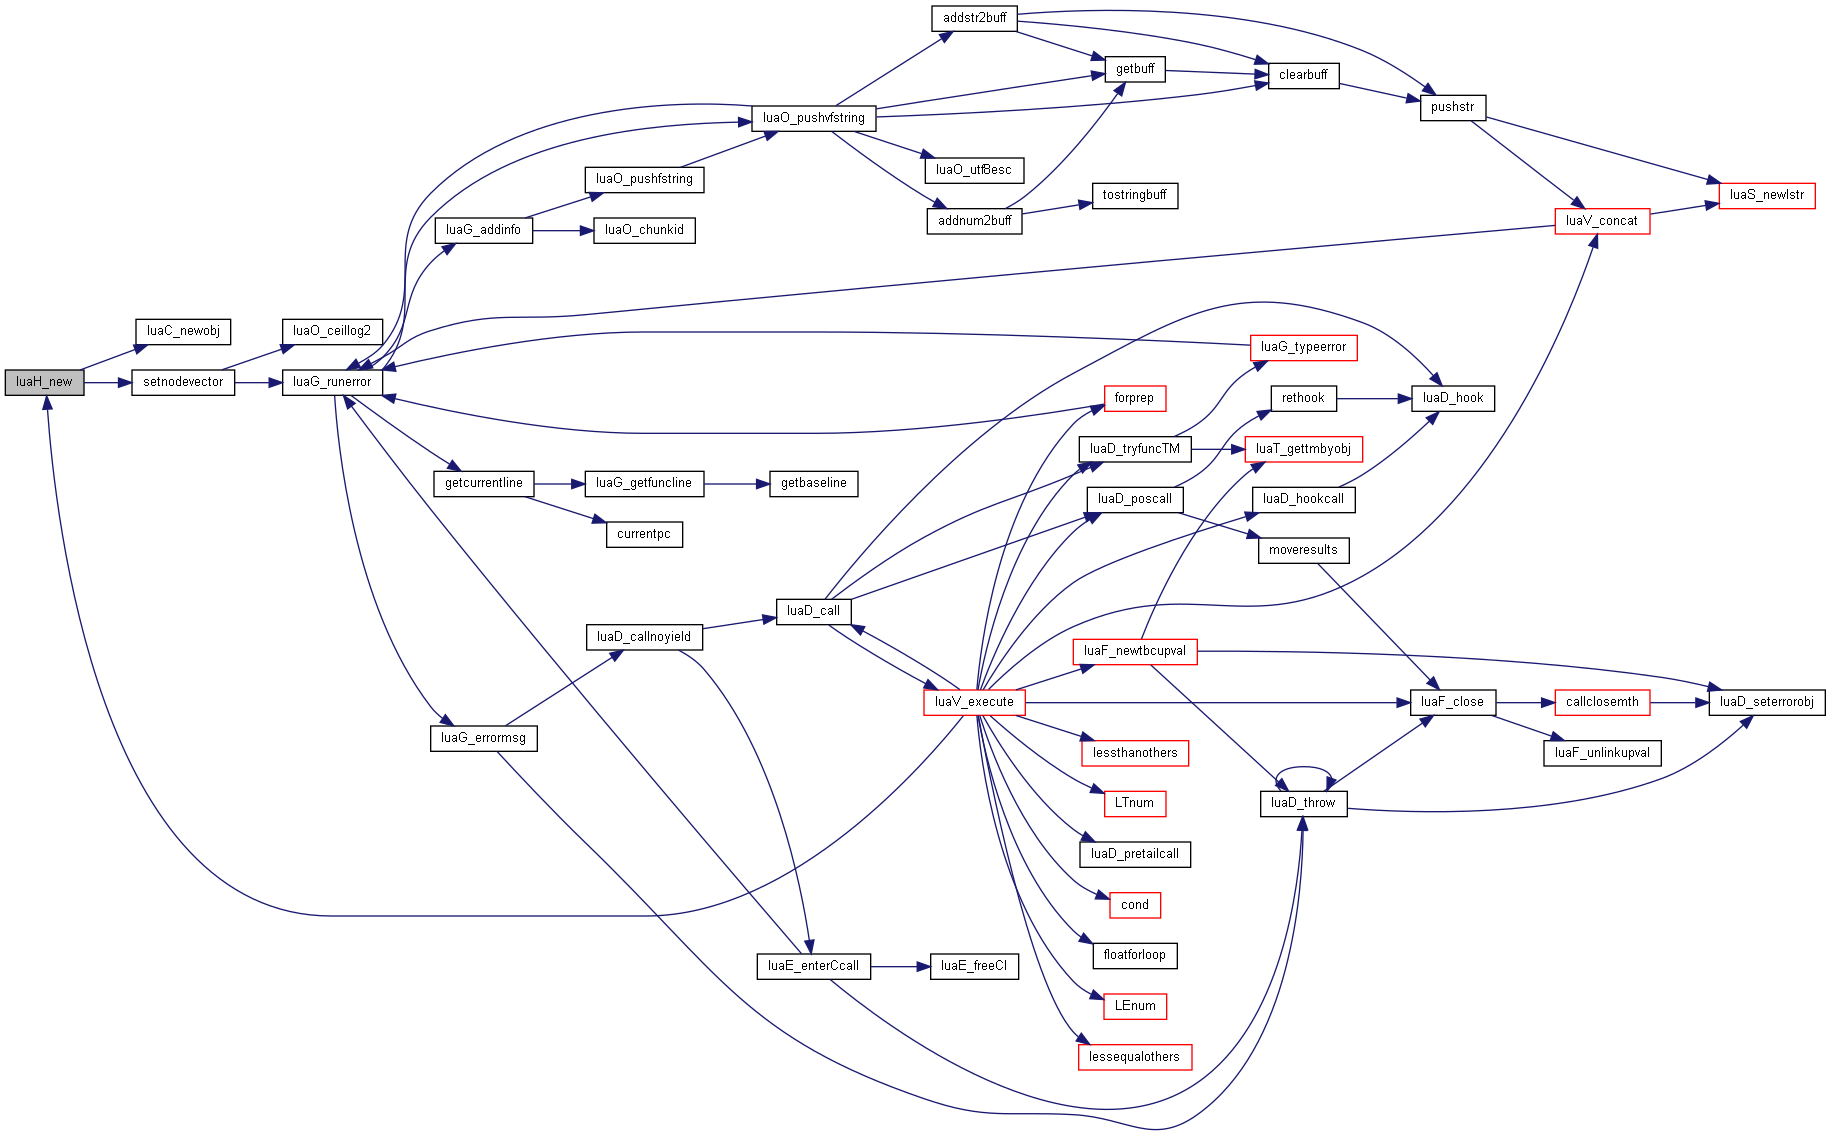 addstr2buff
getbuff
clearbuff
pushstr
luaO_pushvfstring
luaO_utf8esc
luaO_pushfstring
tostringbuff
luaS_newlstr
addnum2buff
luaV_concat
luaG_addinfo
luaO_chunkid
luaC_newobj
luaO_ceillog2
luaG_typeerror
luaH_new
setnodevector
luaG_runerror
forprep
rethook
luaD_hook
luaD_tryfuncTM
luaT_gettmbyobj
getcurrentline
luaG_getfuncline
getbaseline
luaD_poscall
luaD_hookcall
currentpc
moveresults
luaD_call
luaD_callnoyield
luaF_newtbcupval
luaV_execute
luaF_close
callclosemth
luaD_seterrorobj
luaG_errormsg
lessthanothers
luaF_unlinkupval
LTnum
luaD_throw
luaD_pretailcall
cond
floatforloop
luaE_enterCcall
luaE_freeCI
LEnum
lessequalothers